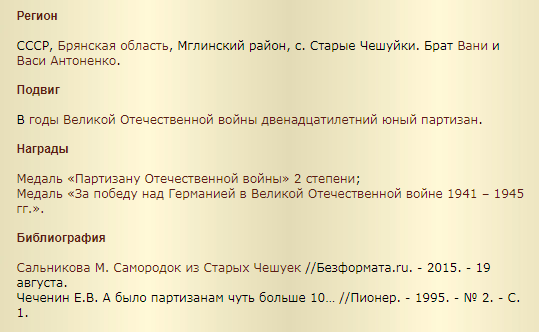 Регион
СССР, Брянская область, Мглинский район, с. Старые Чешуйки. Брат Вани и
Васи Антоненко.
Подвиг
В годы Великой Отечественной войны двенадцатилетний юный партизан.
Награды
Медаль «Партизану Отечественной войны» 2 степени;
Медаль «За победу над Германией в Великой Отечественной войне 1941 – 1945
гг.».
Библиография
Сальникова М. Самородок из Старых Чешуек //Безформата.ru. - 2015. - 19
августа.
Чеченин Е.В. А было партизанам чуть больше 10… //Пионер. - 1995. - № 2. - С.
1.